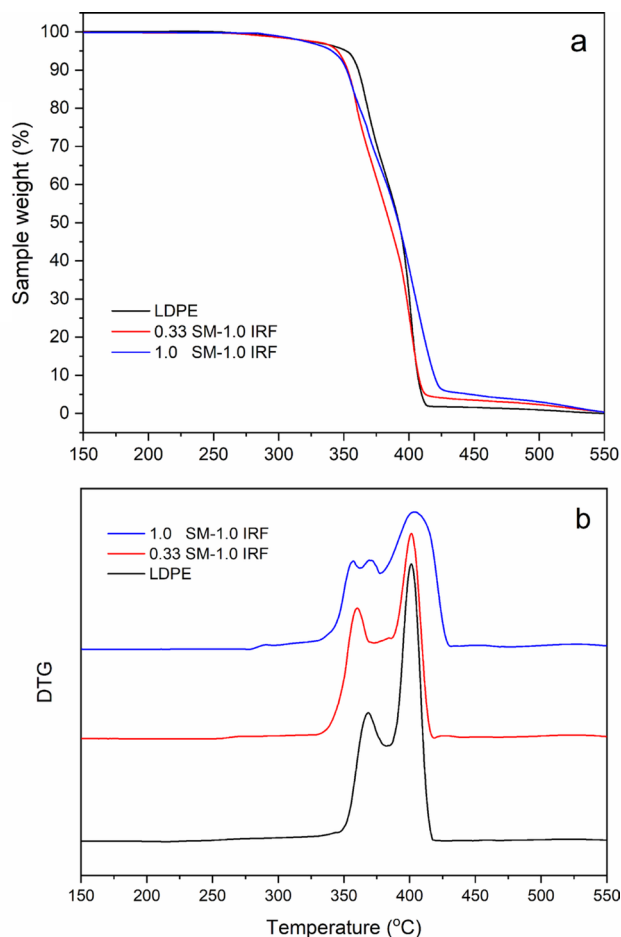 a
Sample weight (%)
100
90
80
70
60
50
40
30
20
10
0
LDPE
0.33 SM-1.0 IRF
1.0 SM-1.0 IRF
150 200 250 300 350 400 450 500 550
b
DTG
1.0 SM-1.0 IRF
0.33 SM-1.0 IRF
LDPE
150 200 250 300 350 400 450 500 550
Temperature (°C)